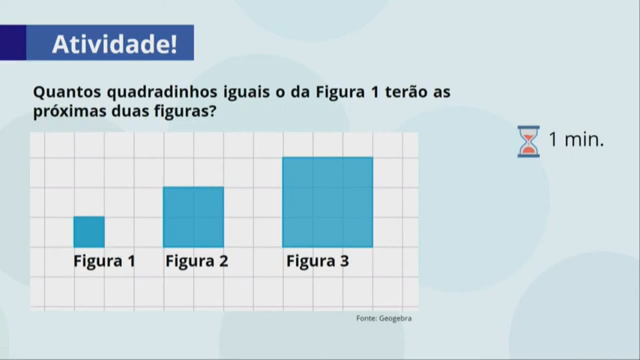 Atividade!
Quantos quadradinhos iguais o da Figura 1 terão as
próximas duas figuras?
1 min.
Figura 1
Figura 2
Figura 3
Fonte: Geogebra